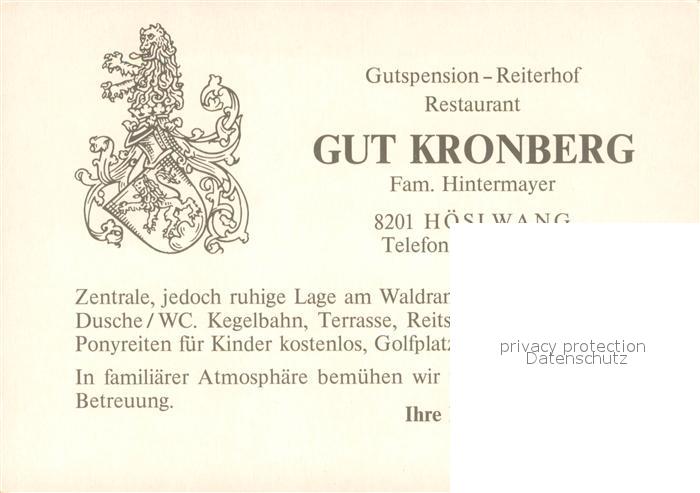 Gutspension – Reiterhof
Restaurant
GUT KRONBERG
Fam. Hintermayer
8201 HÖSLWANG
Telefon
Zentrale, jedoch ruhige Lage am Waldran
Dusche / WC. Kegelbahn, Terrasse, Reits
Ponyreiten für Kinder kostenlos, Golfplatz
In familiärer Atmosphäre bemühen wir
Betreuung.
Ihre
privacy protection
Datenschutz